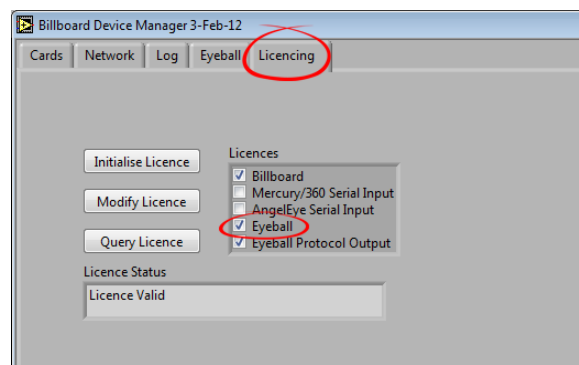 Billboard Device Manager 3-Feb-12
Cards Network Log Eyeball Licencing
Initialise Licence
Modify Licence
Query Licence
Licences
Billboard
Mercury/360 Serial Input
AngelEye Serial Input
Eyeball
Eyeball Protocol Output
Licence Status
Licence Valid